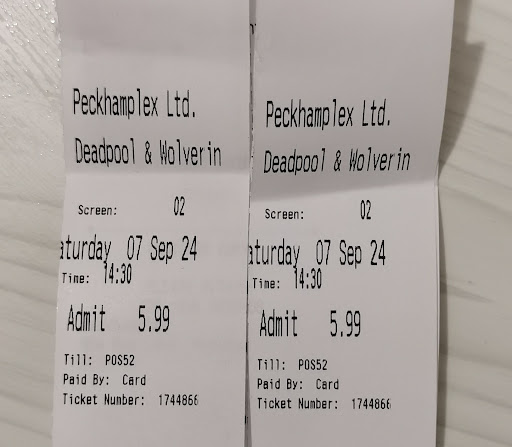 Peckhamplex Ltd.
Deadpool & Wolverin
Screen: 02
aturday 07 Sep 24
Time: 14:30
Admit 5.99
Till: POS52
Paid By: Card
Ticket Number: 1744866
Peckhamplex Ltd.
Deadpool & Wolverin
Screen: 02
aturday 07 Sep 24
Time: 14:30
Admit 5.99
Till: POS52
Paid By: Card
Ticket Number: 1744866